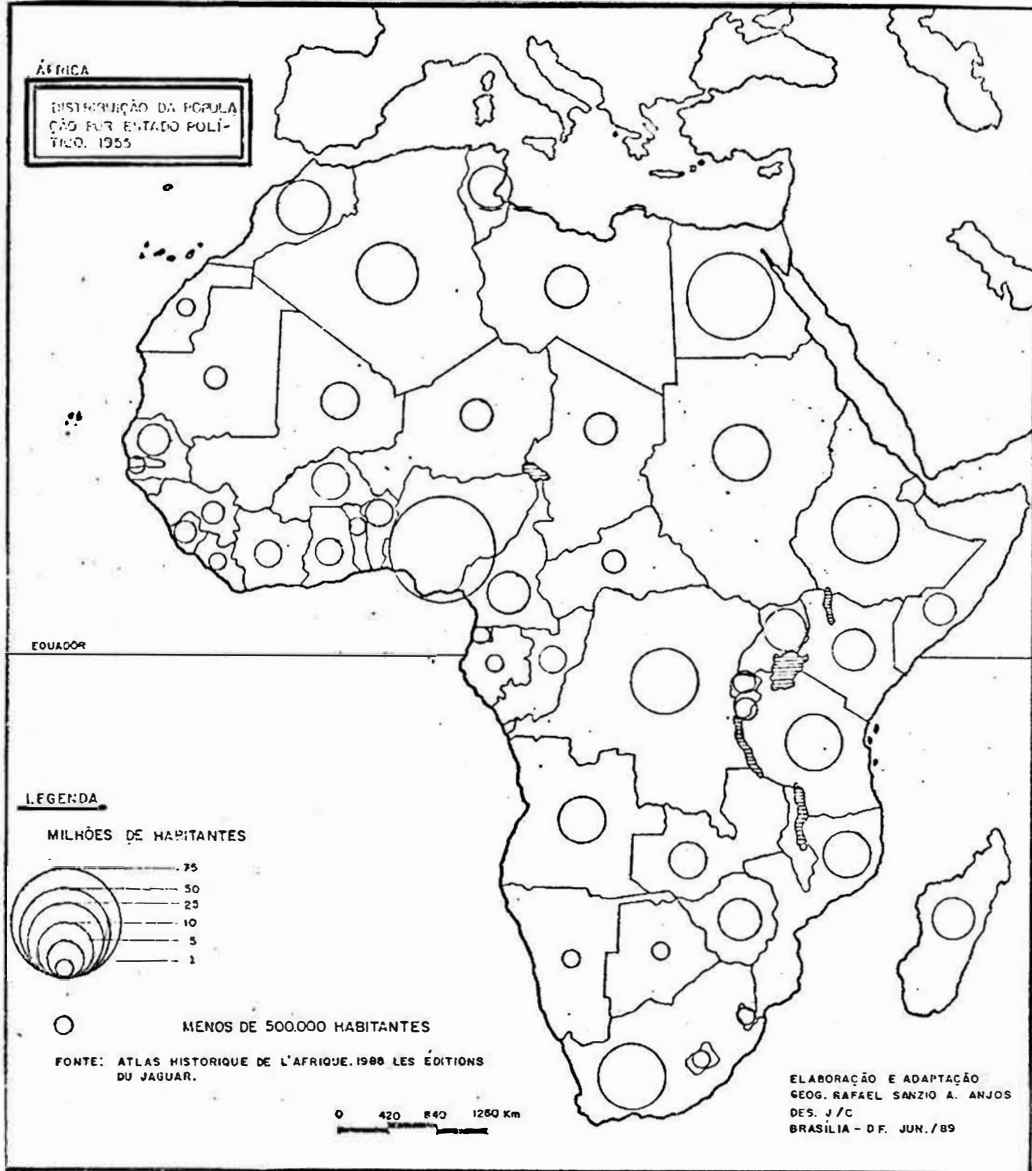 ÁFRICA
DISTRIBUIÇÃO DA POPULA
ÇÃO POR ESTADO POLÍ-
TICO. 1955
EQUADOR
LEGENDA
MILHÕES DE HABITANTES
75
50
25
10
5
1
MENOS DE 500.000 HABITANTES
FONTE: ATLAS HISTORIQUE DE L'AFRIQUE. 1988 LES ÉDITIONS
DU JAGUAR.
0 420 840 1260 Km
ELABORAÇÃO E ADAPTAÇÃO
GEOG. RAFAEL SANZIO A. ANJOS
DES. J/C
BRASÍLIA - DF. JUN./89